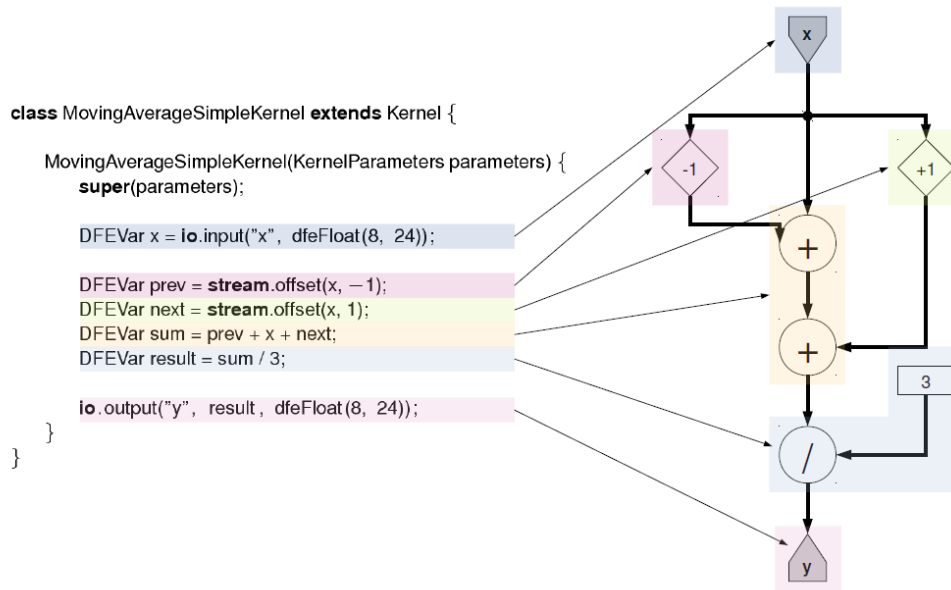 class MovingAverageSimpleKernel extends Kernel {
MovingAverageSimpleKernel(KernelParameters parameters) {
super(parameters);
DFEVar x = io.input("x", dfeFloat(8, 24));
DFEVar prev = stream.offset(x, −1);
DFEVar next = stream.offset(x, 1);
DFEVar sum = prev + x + next;
DFEVar result = sum / 3;
io.output("y", result, dfeFloat(8, 24));
}
}
x
-1
+1
+
+
3
/
y